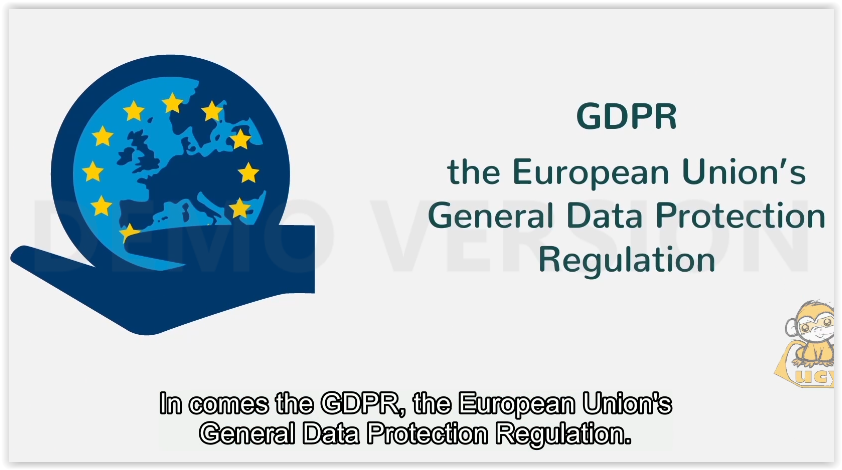 GDPR
the European Union's
General Data Protection
Regulation
DEMO VERSION
ucy
In comes the GDPR, the European Union's
General Data Protection Regulation.